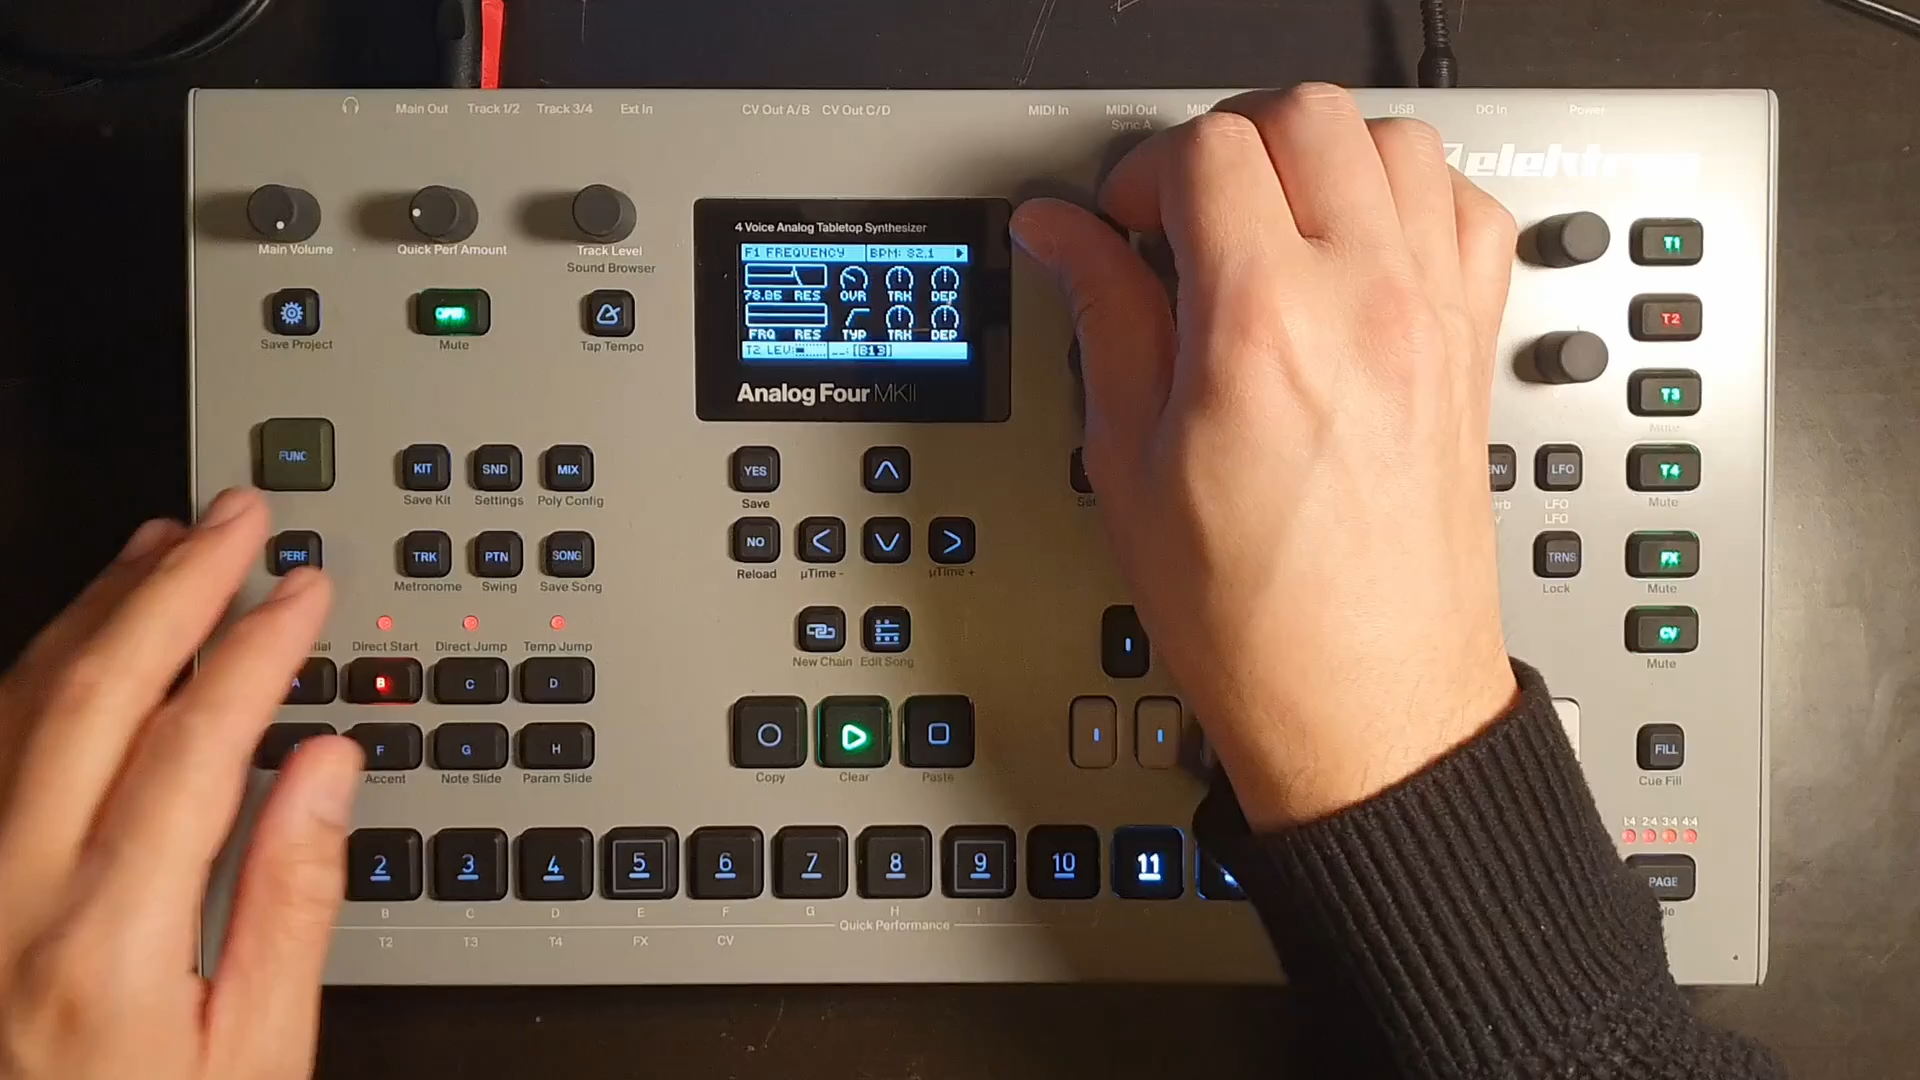 Main Out Track 1/2 Track 3/4 Ext In CV Out A/B CV Out C/D MIDI In MIDI Out USB DC In Power
Sync A
4 Voice Analog Tabletop Synthesizer
F1 FREQUENCY BPM: 82.1
78.86 RES OVR TRK DEP
FRQ RES TYP TRK DEP
T2 LEV: --:[B13]
Analog Four MKII
Main Volume Quick Perf Amount Track Level
Sound Browser
Save Project Mute Tap Tempo
T1
T2
T3
Mute
T4
Mute
FX
Mute
CV
Mute
FUNC KIT SND MIX YES
Save Kit Settings Poly Config Save
LFO
LFO
LFO
PERF TRK PTN SONG NO
Metronome Swing Save Song Reload µTime - µTime +
TRNS
Lock
Direct Start Direct Jump Temp Jump
New Chain Edit Song
A B C D
F G H
Accent Note Slide Param Slide
Copy Clear Paste
FILL
Cue Fill
1:4 2:4 3:4 4:4
PAGE
2 3 4 5 6 7 8 9 10 11
B C D E F G H I
Quick Performance
T2 T3 T4 FX CV